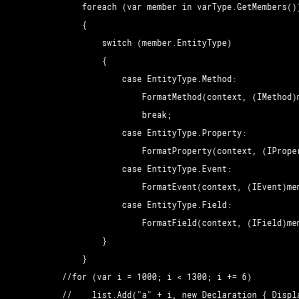 foreach (var member in varType.GetMembers())
{
switch (member.EntityType)
{
case EntityType.Method:
FormatMethod(context, (IMethod)m
break;
case EntityType.Property:
FormatProperty(context, (IProper
case EntityType.Event:
FormatEvent(context, (IEvent)mem
case EntityType.Field:
FormatField(context, (IField)mem
}
}
//for (var i = 1000; i < 1300; i += 6)
// list.Add("a" + i, new Declaration { Displa